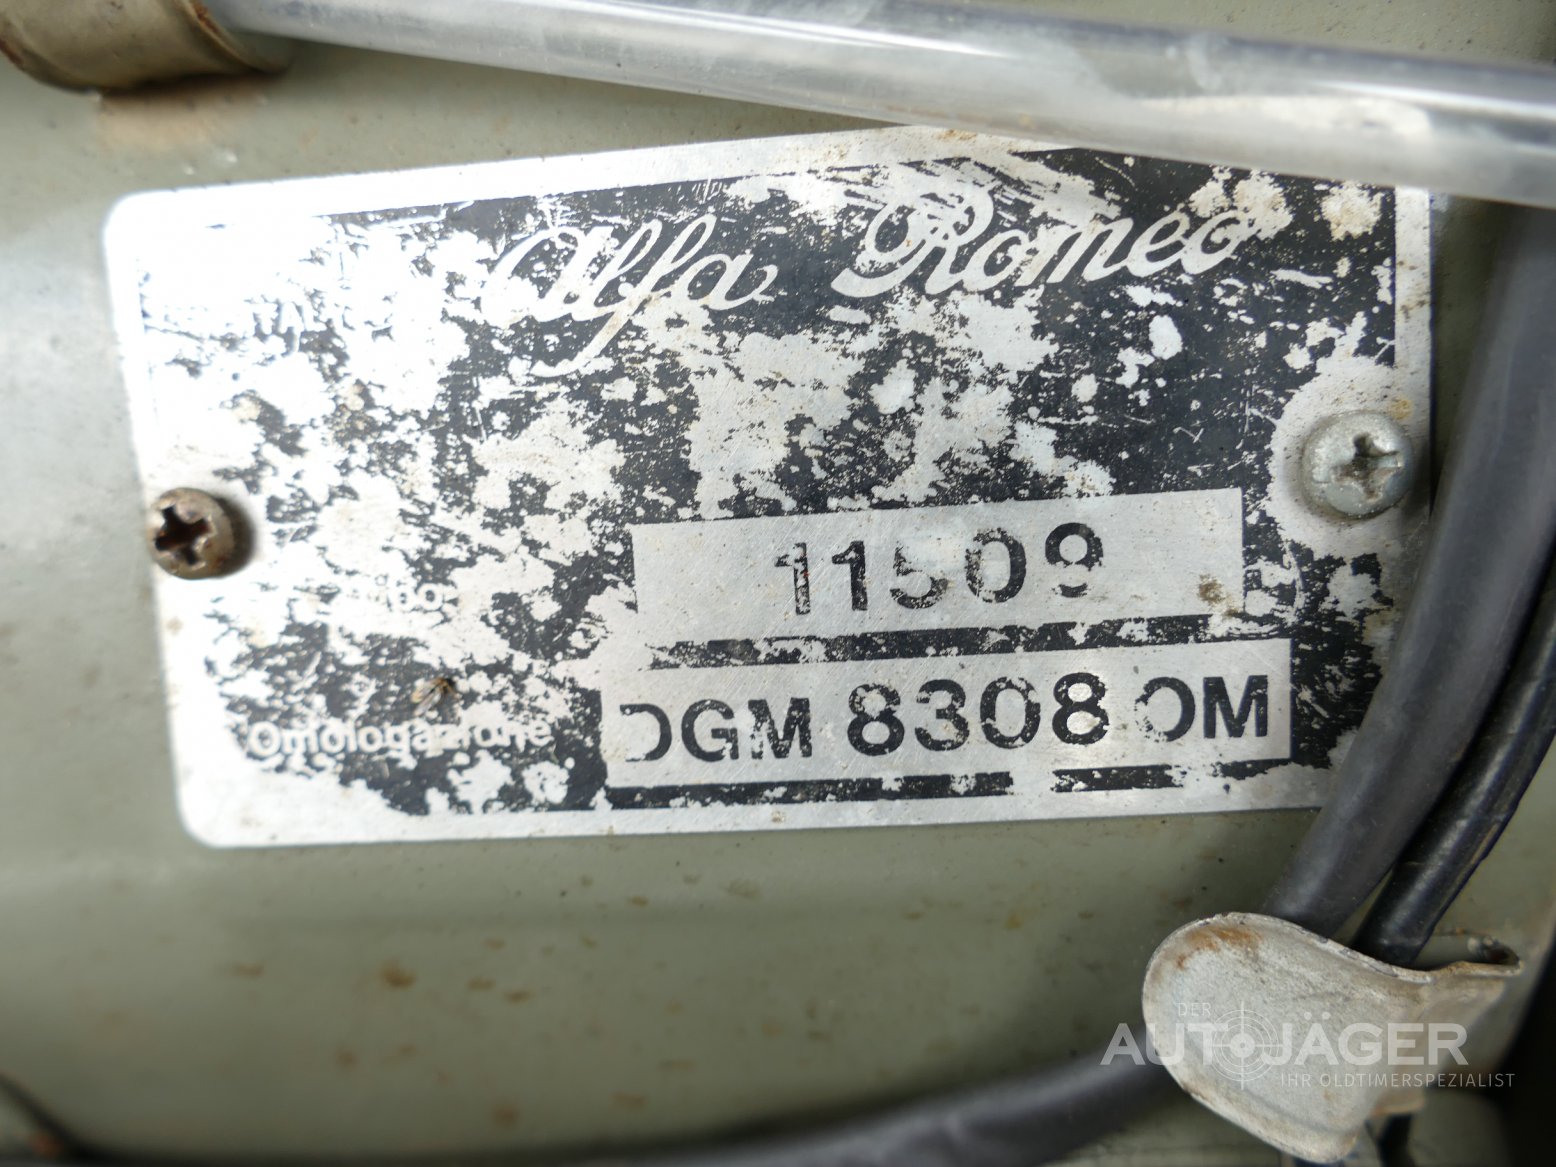 Alfa Romeo
11509
DGM 8308 OM
Omologazione
DER
AUTOJÄGER
IHR OLDTIMERSPEZIALIST